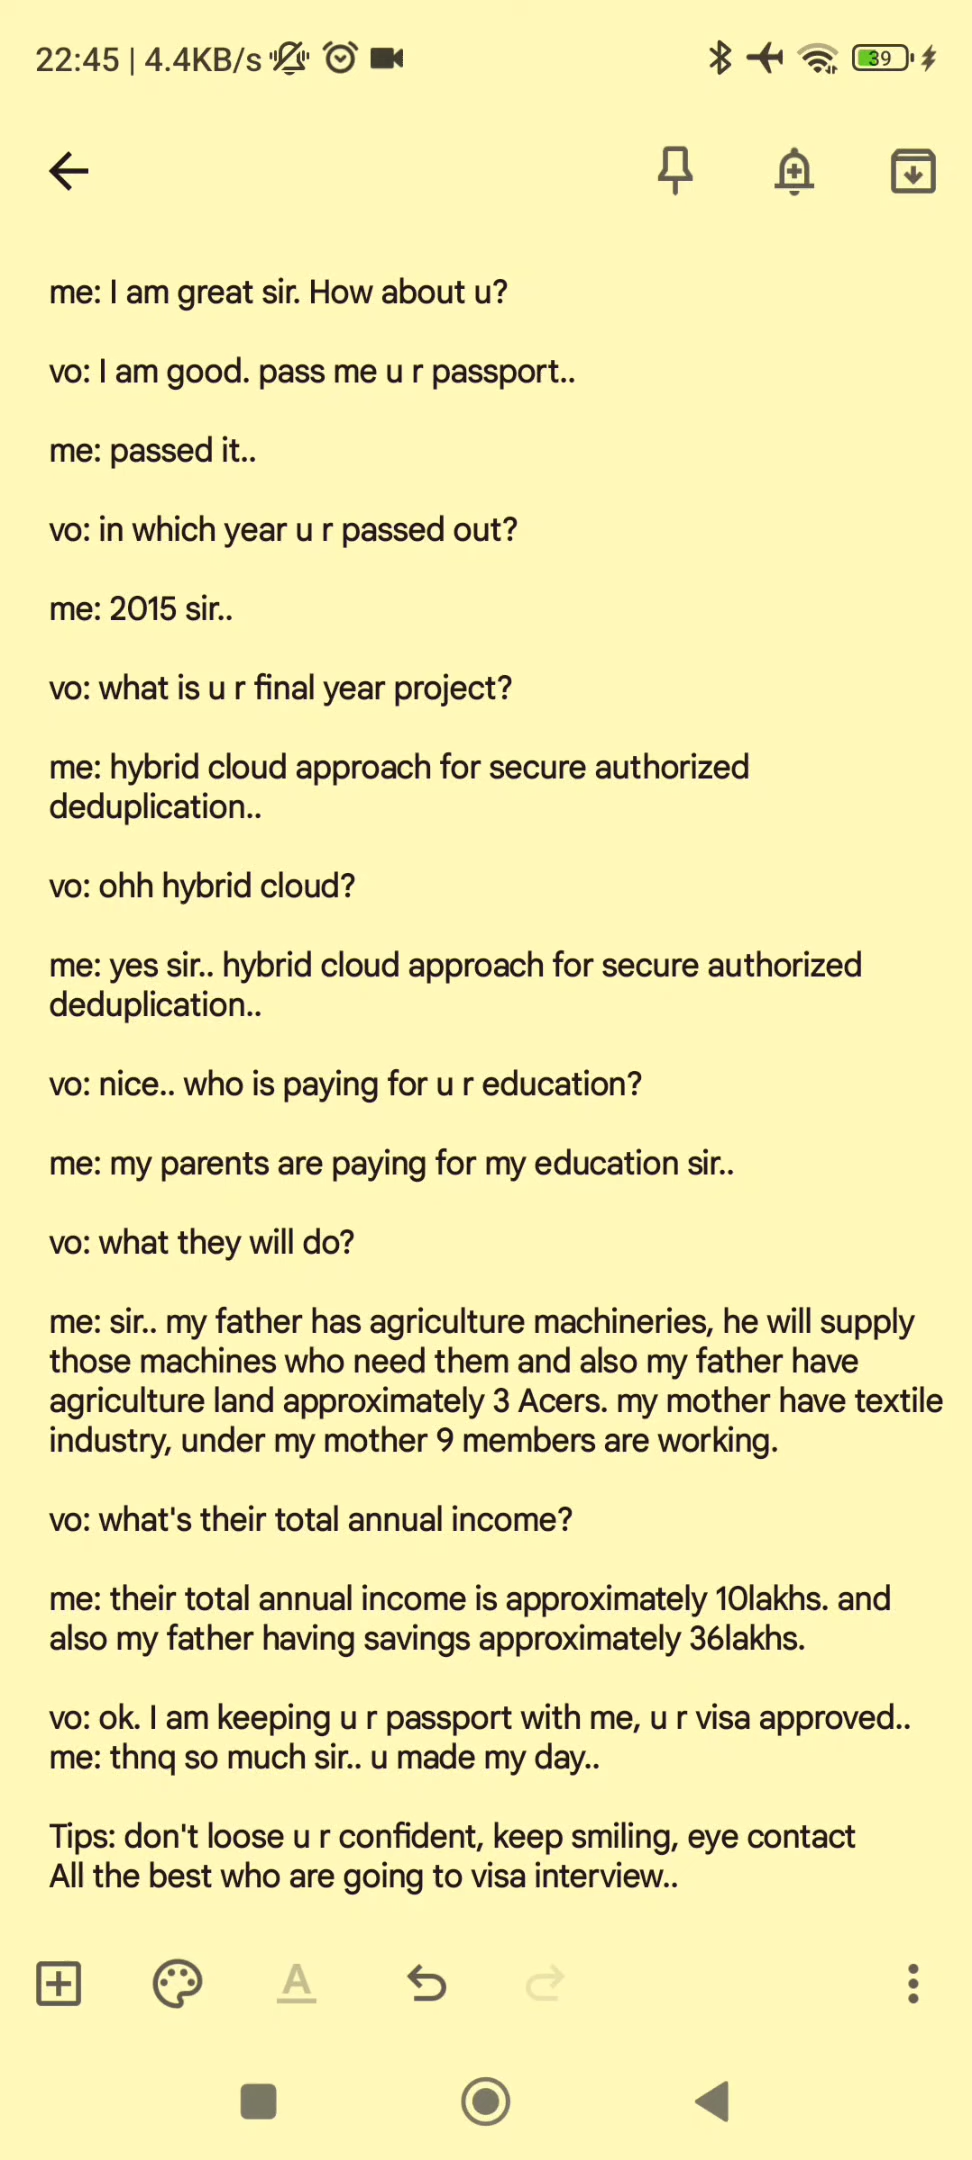 22:45 | 4.4KB/s
39
me: I am great sir. How about u?
vo: I am good. pass me u r passport..
me: passed it..
vo: in which year u r passed out?
me: 2015 sir..
vo: what is u r final year project?
me: hybrid cloud approach for secure authorized
deduplication..
vo: ohh hybrid cloud?
me: yes sir.. hybrid cloud approach for secure authorized
deduplication..
vo: nice.. who is paying for u r education?
me: my parents are paying for my education sir..
vo: what they will do?
me: sir.. my father has agriculture machineries, he will supply
those machines who need them and also my father have
agriculture land approximately 3 Acers. my mother have textile
industry, under my mother 9 members are working.
vo: what's their total annual income?
me: their total annual income is approximately 10lakhs. and
also my father having savings approximately 36lakhs.
vo: ok. I am keeping u r passport with me, u r visa approved..
me: thnq so much sir.. u made my day..
Tips: don't loose u r confident, keep smiling, eye contact
All the best who are going to visa interview..
A